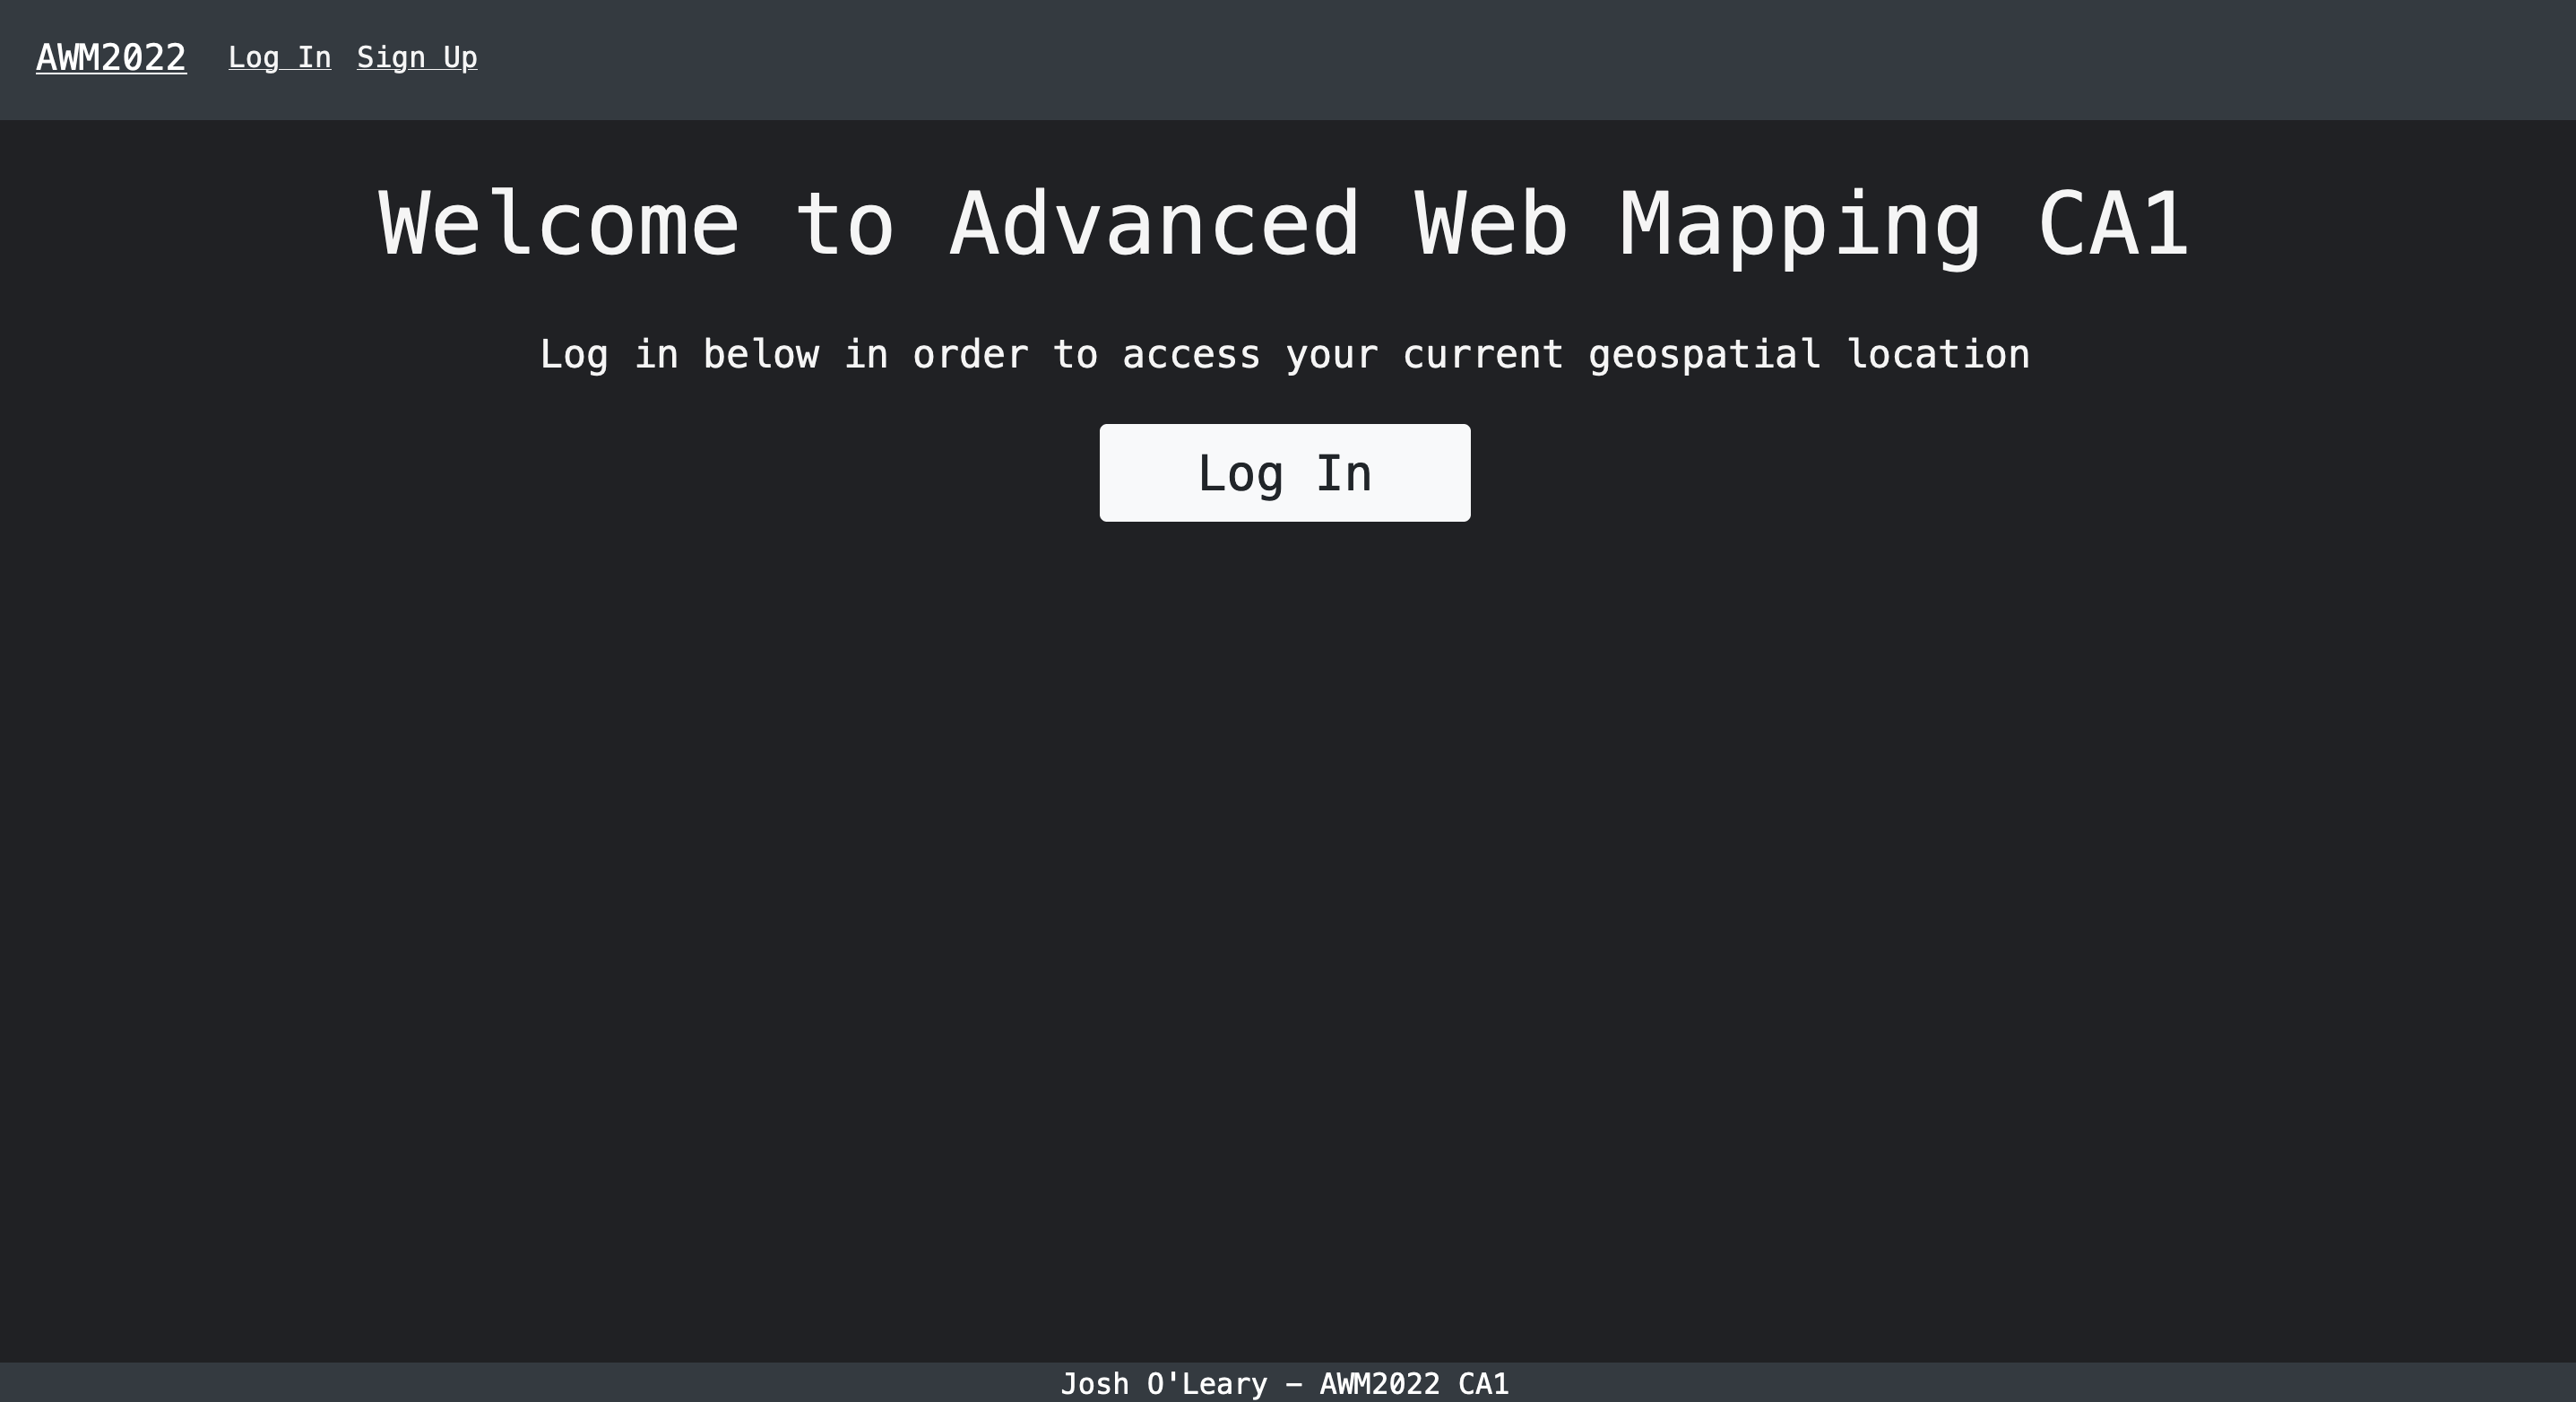 AWM2022 Log In Sign Up
Welcome to Advanced Web Mapping CA1
Log in below in order to access your current geospatial location
Log In
Josh O'Leary – AWM2022 CA1